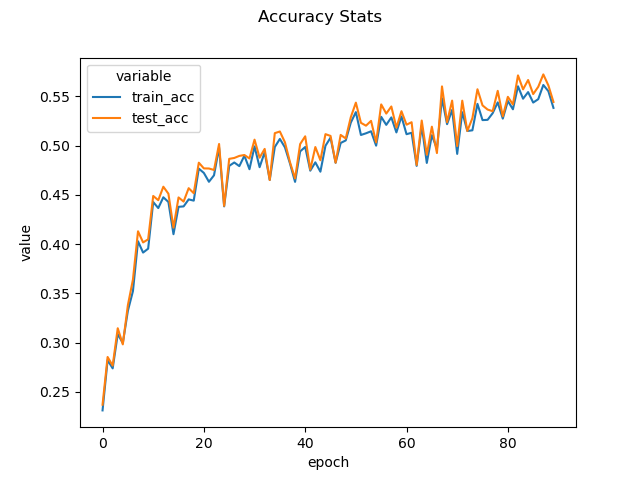 Accuracy Stats
variable
train_acc
test_acc
value
0.55
0.50
0.45
0.40
0.35
0.30
0.25
0 20 40 60 80
epoch